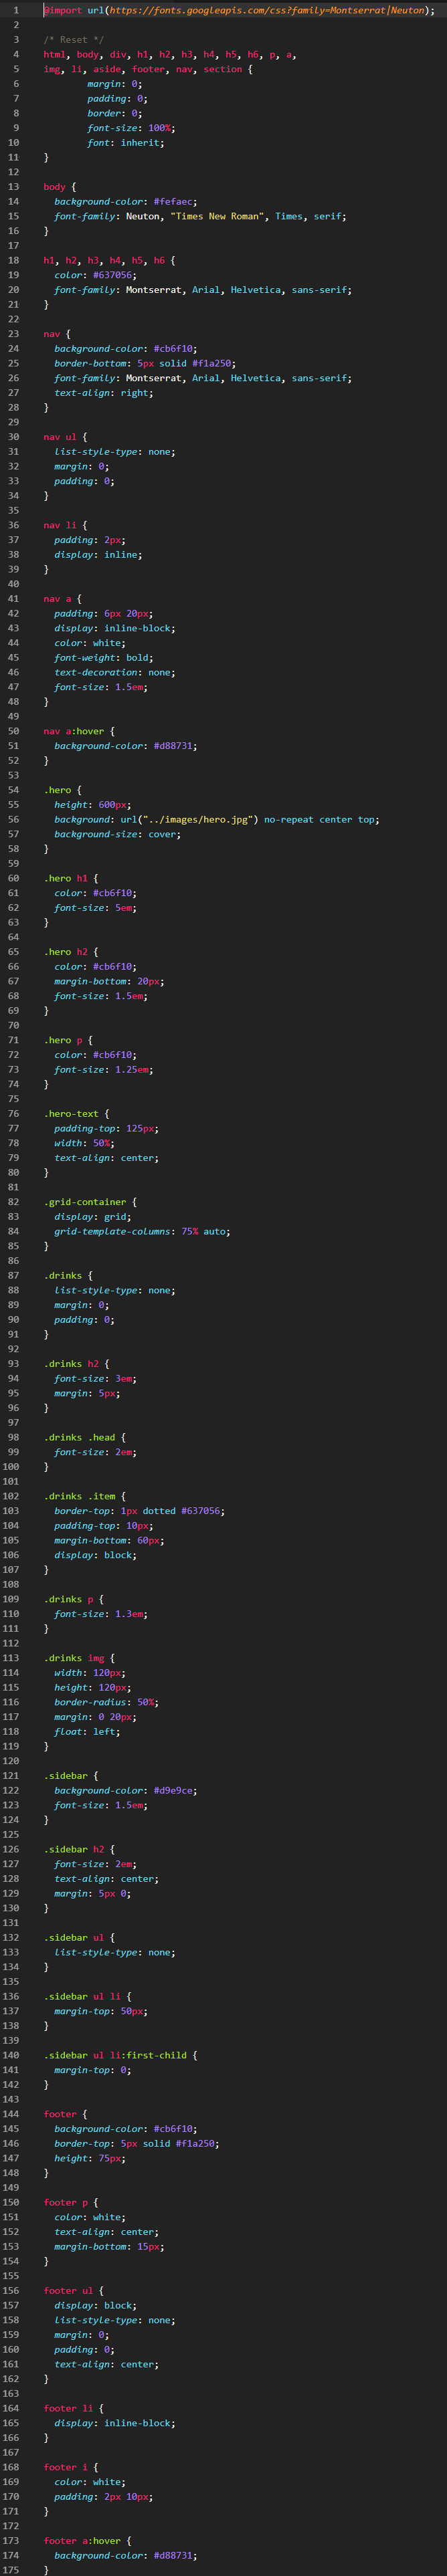 1 @import url(https://fonts.googleapis.com/css?family=Montserrat|Neuton);
2
3 /* Reset */
4 html, body, div, h1, h2, h3, h4, h5, h6, p, a,
5 img, li, aside, footer, nav, section {
6 margin: 0;
7 padding: 0;
8 border: 0;
9 font-size: 100%;
10 font: inherit;
11 }
12
13 body {
14 background-color: #fefaec;
15 font-family: Neuton, "Times New Roman", Times, serif;
16 }
17
18 h1, h2, h3, h4, h5, h6 {
19 color: #637056;
20 font-family: Montserrat, Arial, Helvetica, sans-serif;
21 }
22
23 nav {
24 background-color: #cb6f10;
25 border-bottom: 5px solid #f1a250;
26 font-family: Montserrat, Arial, Helvetica, sans-serif;
27 text-align: right;
28 }
29
30 nav ul {
31 list-style-type: none;
32 margin: 0;
33 padding: 0;
34 }
35
36 nav li {
37 padding: 2px;
38 display: inline;
39 }
40
41 nav a {
42 padding: 6px 20px;
43 display: inline-block;
44 color: white;
45 font-weight: bold;
46 text-decoration: none;
47 font-size: 1.5em;
48 }
49
50 nav a:hover {
51 background-color: #d88731;
52 }
53
54 .hero {
55 height: 600px;
56 background: url("../images/hero.jpg") no-repeat center top;
57 background-size: cover;
58 }
59
60 .hero h1 {
61 color: #cb6f10;
62 font-size: 5em;
63 }
64
65 .hero h2 {
66 color: #cb6f10;
67 margin-bottom: 20px;
68 font-size: 1.5em;
69 }
70
71 .hero p {
72 color: #cb6f10;
73 font-size: 1.25em;
74 }
75
76 .hero-text {
77 padding-top: 125px;
78 width: 50%;
79 text-align: center;
80 }
81
82 .grid-container {
83 display: grid;
84 grid-template-columns: 75% auto;
85 }
86
87 .drinks {
88 list-style-type: none;
89 margin: 0;
90 padding: 0;
91 }
92
93 .drinks h2 {
94 font-size: 3em;
95 margin: 5px;
96 }
97
98 .drinks .head {
99 font-size: 2em;
100 }
101
102 .drinks .item {
103 border-top: 1px dotted #637056;
104 padding-top: 10px;
105 margin-bottom: 60px;
106 display: block;
107 }
108
109 .drinks p {
110 font-size: 1.3em;
111 }
112
113 .drinks img {
114 width: 120px;
115 height: 120px;
116 border-radius: 50%;
117 margin: 0 20px;
118 float: left;
119 }
120
121 .sidebar {
122 background-color: #d9e9ce;
123 font-size: 1.5em;
124 }
125
126 .sidebar h2 {
127 font-size: 2em;
128 text-align: center;
129 margin: 5px 0;
130 }
131
132 .sidebar ul {
133 list-style-type: none;
134 }
135
136 .sidebar ul li {
137 margin-top: 50px;
138 }
139
140 .sidebar ul li:first-child {
141 margin-top: 0;
142 }
143
144 footer {
145 background-color: #cb6f10;
146 border-top: 5px solid #f1a250;
147 height: 75px;
148 }
149
150 footer p {
151 color: white;
152 text-align: center;
153 margin-bottom: 15px;
154 }
155
156 footer ul {
157 display: block;
158 list-style-type: none;
159 margin: 0;
160 padding: 0;
161 text-align: center;
162 }
163
164 footer li {
165 display: inline-block;
166 }
167
168 footer i {
169 color: white;
170 padding: 2px 10px;
171 }
172
173 footer a:hover {
174 background-color: #d88731;
175 }